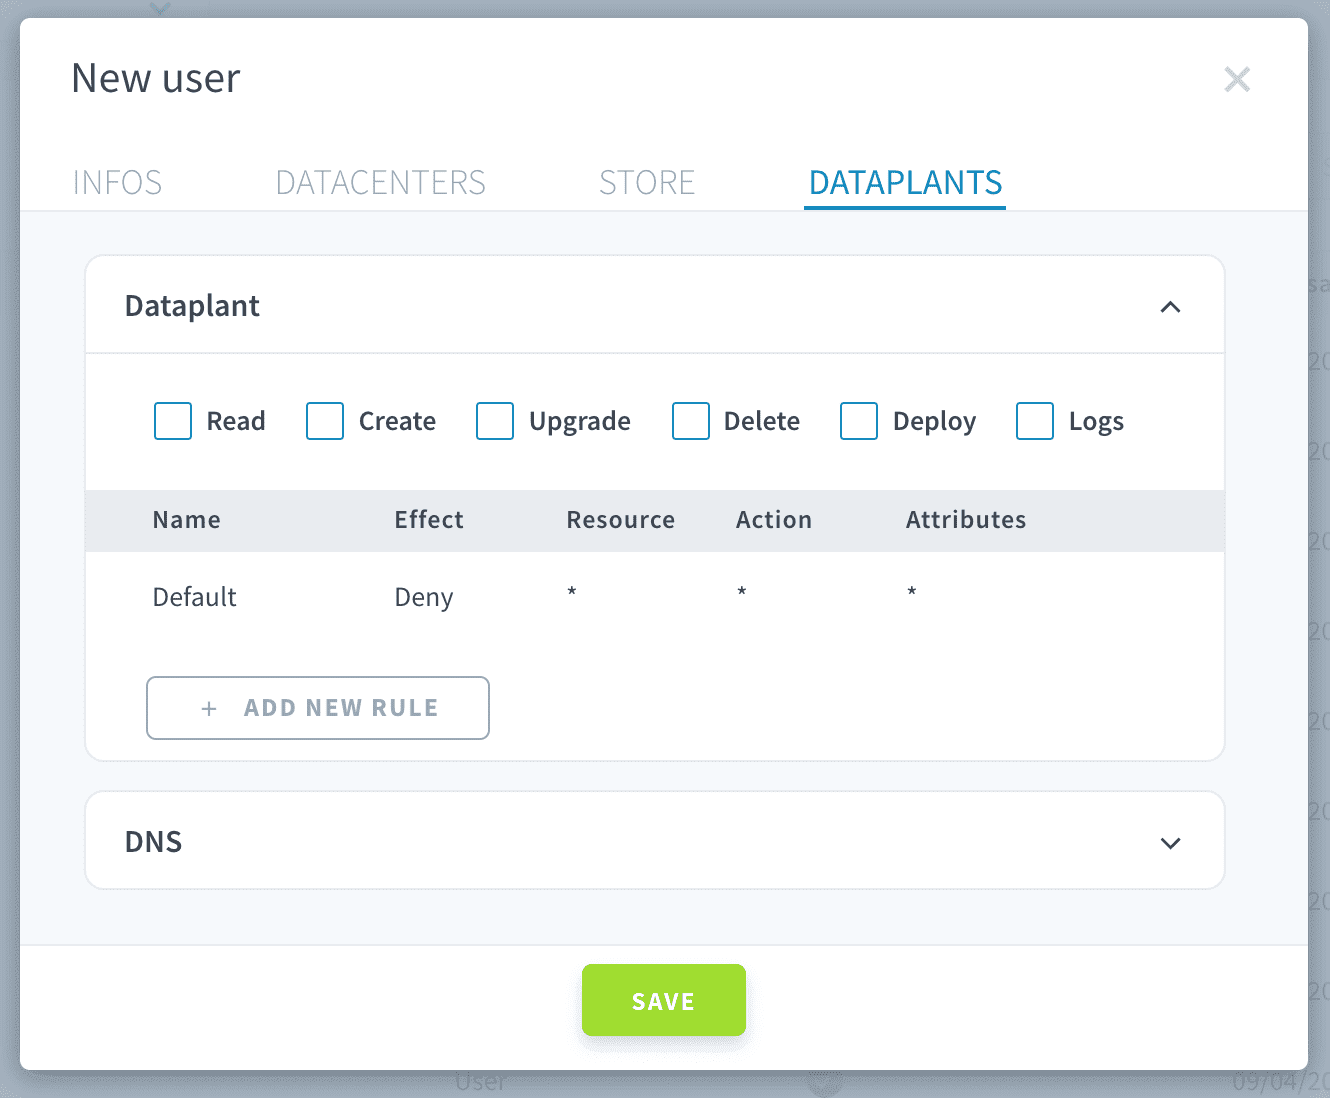 New user
INFOS DATACENTERS STORE DATAPLANTS
Dataplant
Read Create Upgrade Delete Deploy Logs
Name Effect Resource Action Attributes
Default Deny * * *
+ ADD NEW RULE
DNS
SAVE
User 09/04/20